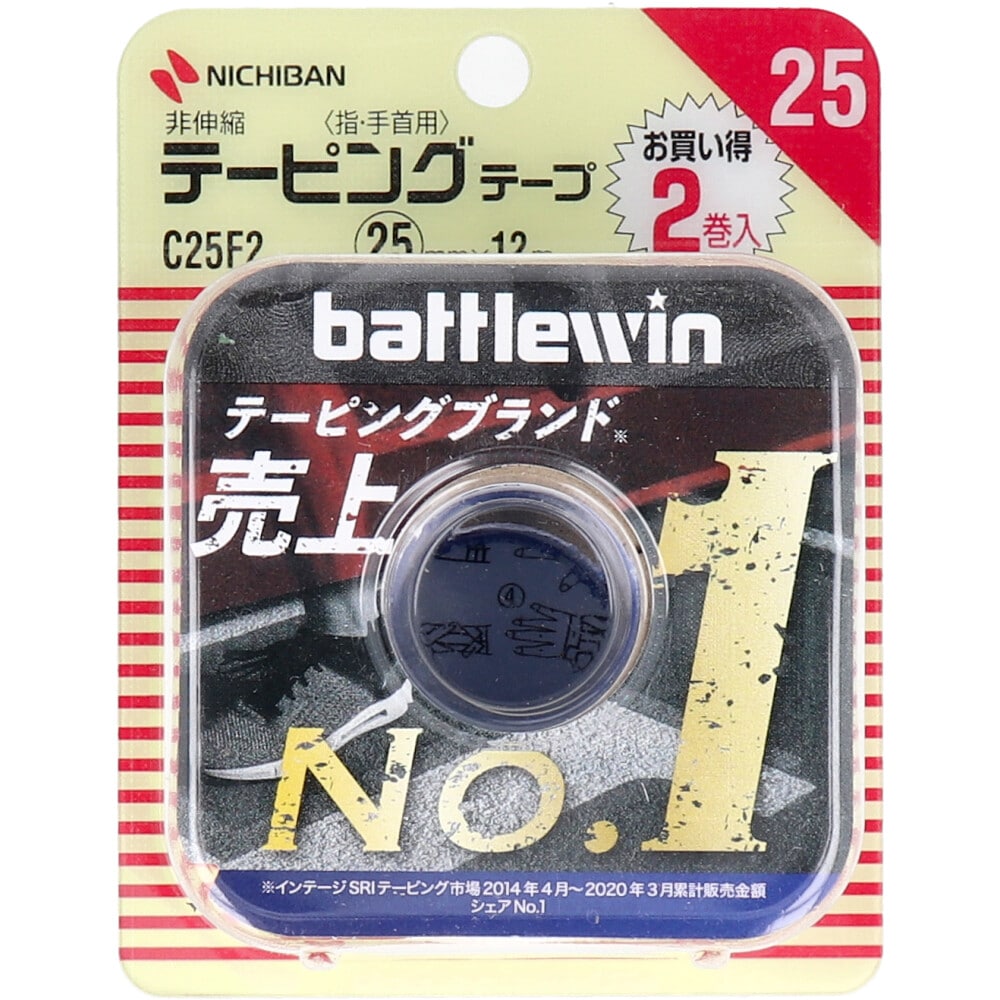 NICHIBAN
25
非伸縮 〈指・手首用〉
テーピングテープ
お買い得
2巻入
C25F2 25mm×12m
battlewin
テーピングブランド※
売上
No.1
④
※インテージSRIテーピング市場2014年4月～2020年3月累計販売金額
シェアNo.1